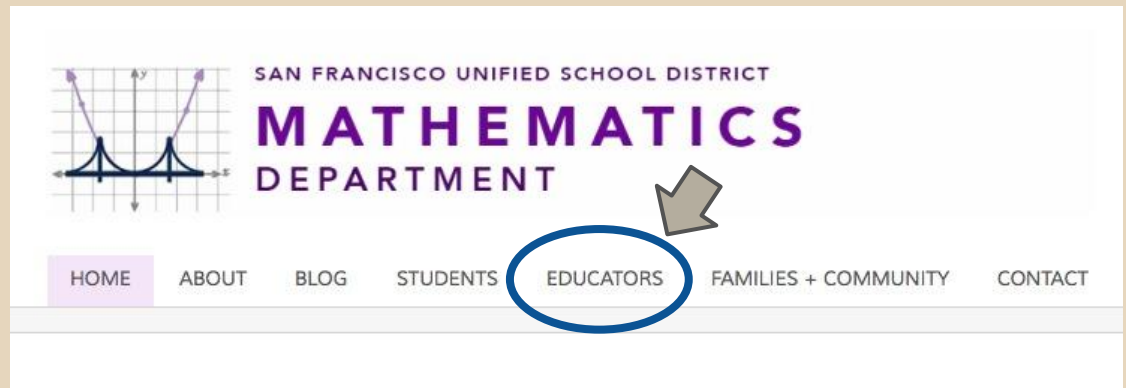 SAN FRANCISCO UNIFIED SCHOOL DISTRICT
MATHEMATICS
DEPARTMENT
y
x
HOME ABOUT BLOG STUDENTS EDUCATORS FAMILIES + COMMUNITY CONTACT